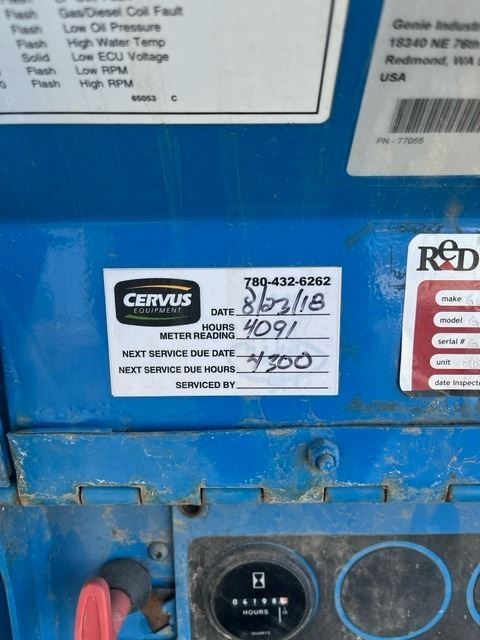 Flash Gas/Diesel Coil Fault
Flash Low Oil Pressure
Flash High Water Temp
Solid Low ECU Voltage
Flash Low RPM
Flash High RPM
65053 C
Genie
18340 NE
Redmond, WA
USA
PN - 77055
CERVUS
EQUIPMENT
780-432-6262
DATE 8/23/18
HOURS
METER READING 4091
NEXT SERVICE DUE DATE
NEXT SERVICE DUE HOURS 4300
SERVICED BY
ReD
make
model
serial #
unit
date
HOURS
QUARTZ